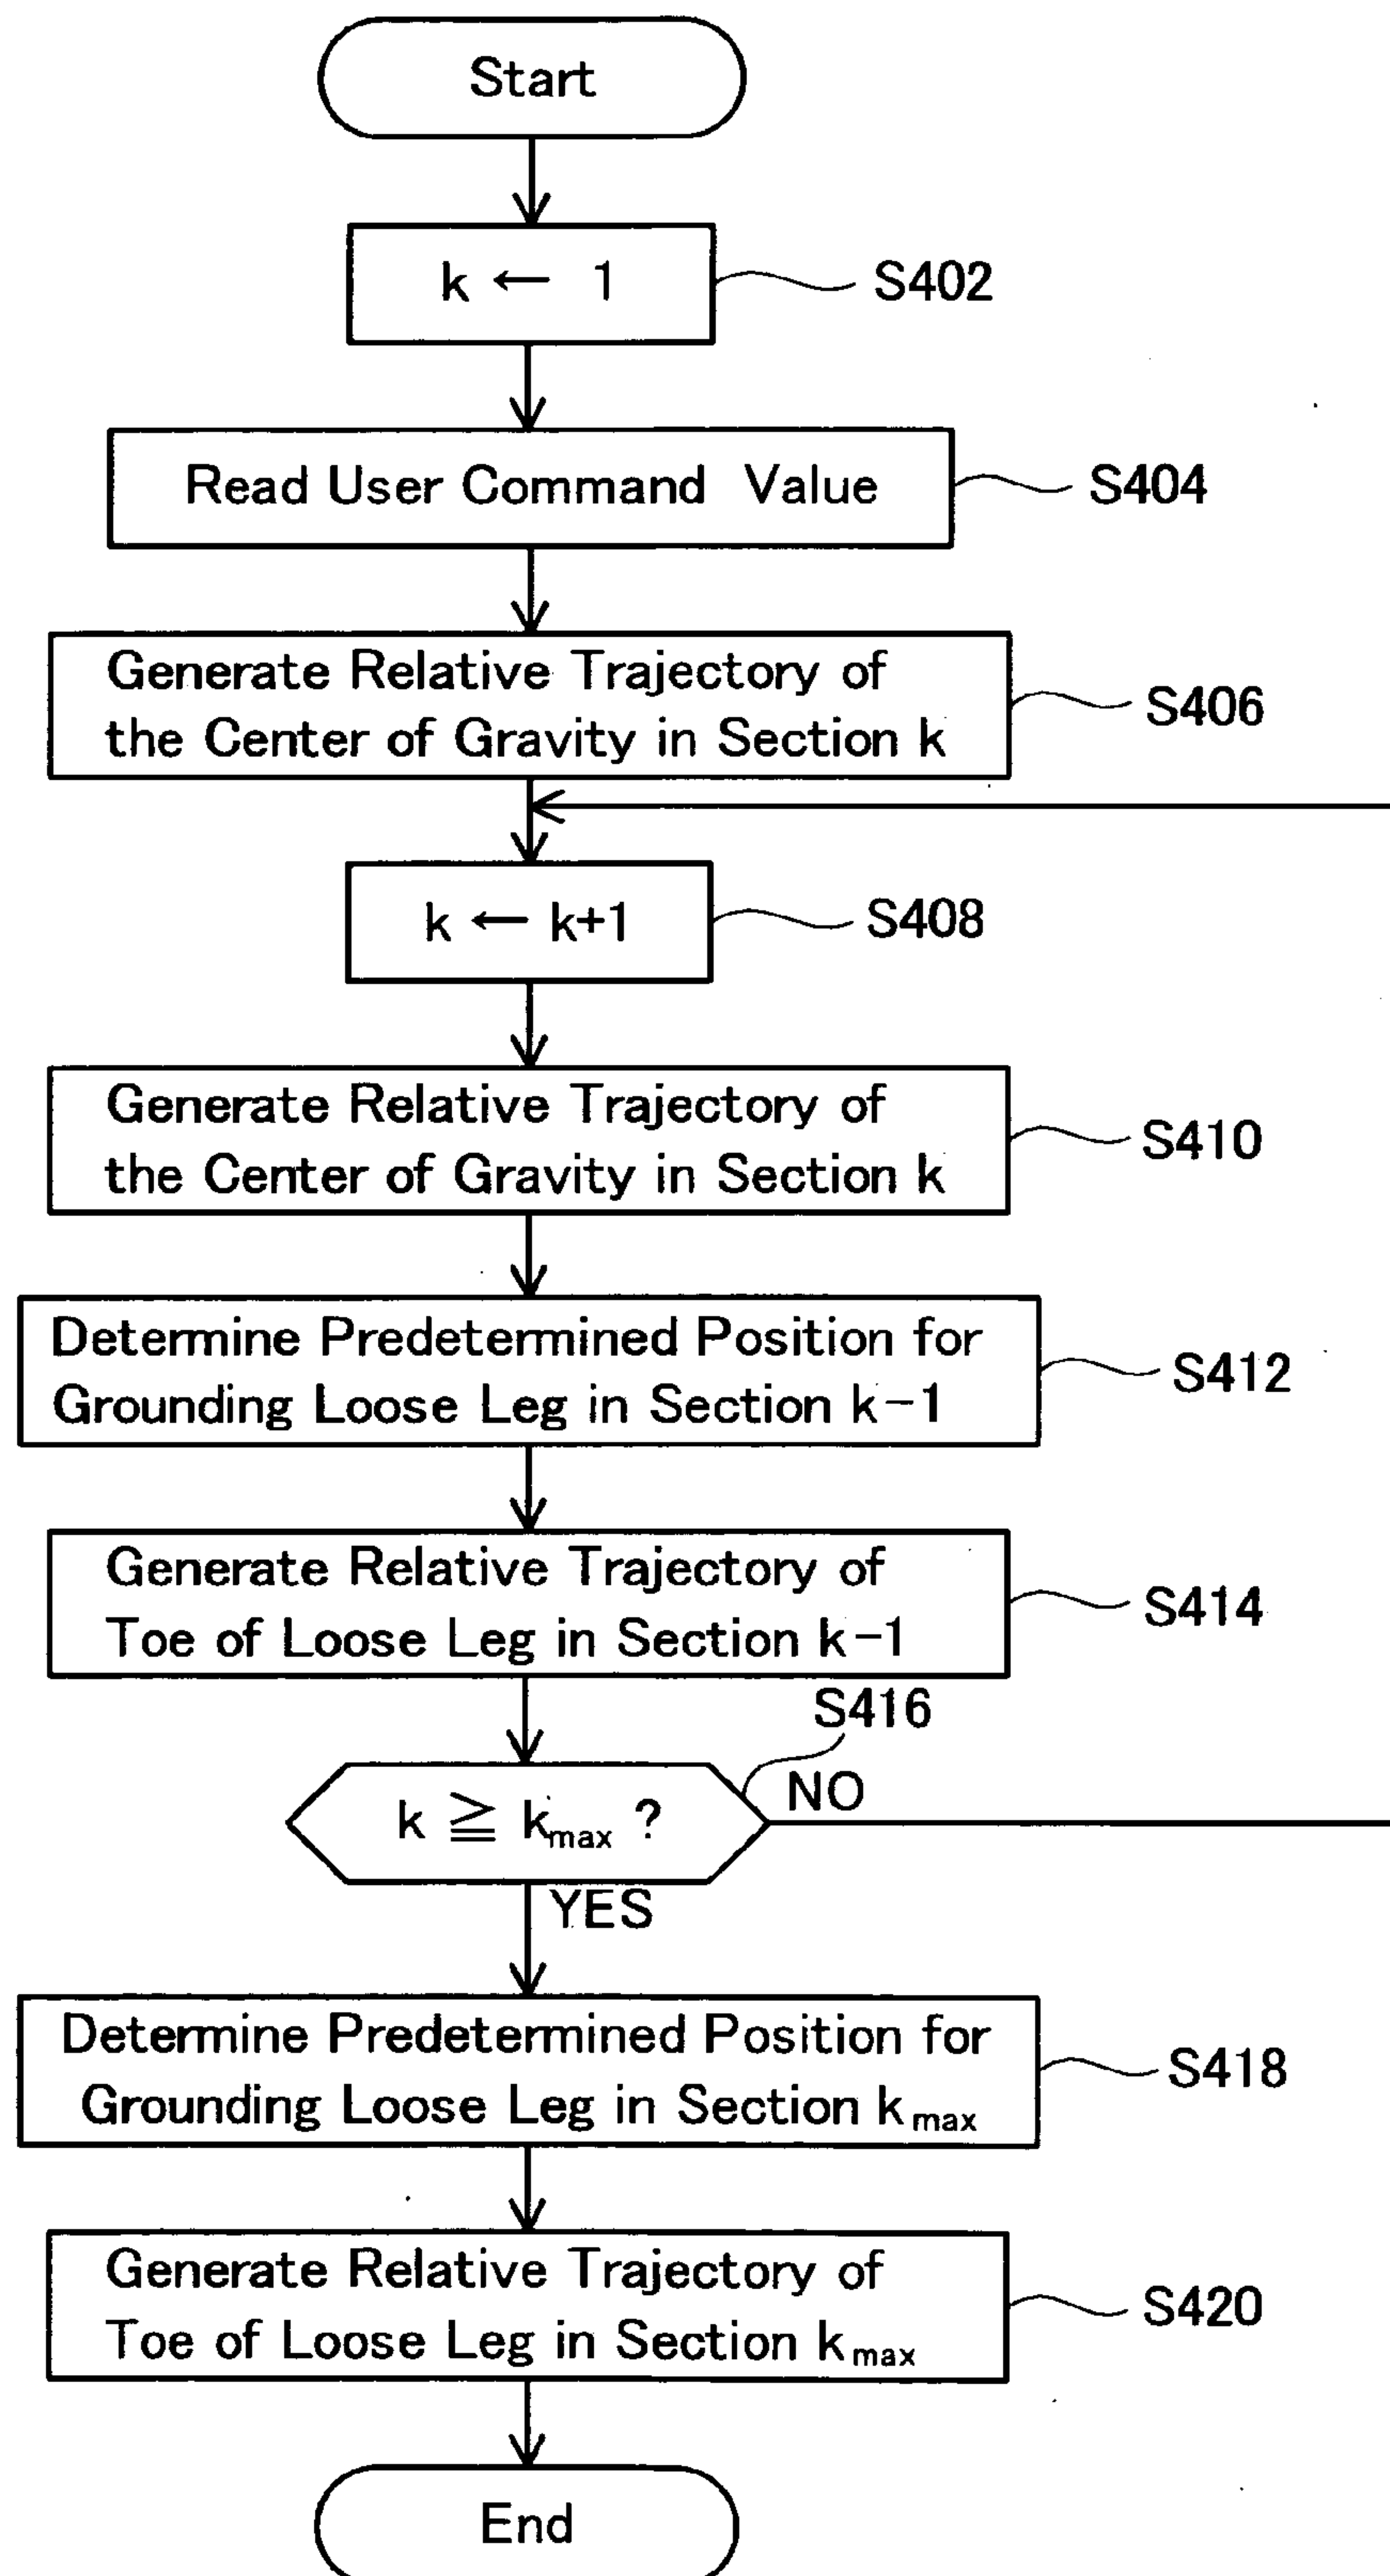 Start
k ← 1
S402
Read User Command Value
S404
Generate Relative Trajectory of
the Center of Gravity in Section k
S406
k ← k+1
S408
Generate Relative Trajectory of
the Center of Gravity in Section k
S410
Determine Predetermined Position for
Grounding Loose Leg in Section k-1
S412
Generate Relative Trajectory of
Toe of Loose Leg in Section k-1
S414
S416
k ≧ kmax ?
NO
YES
Determine Predetermined Position for
Grounding Loose Leg in Section kmax
S418
Generate Relative Trajectory of
Toe of Loose Leg in Section kmax
S420
End